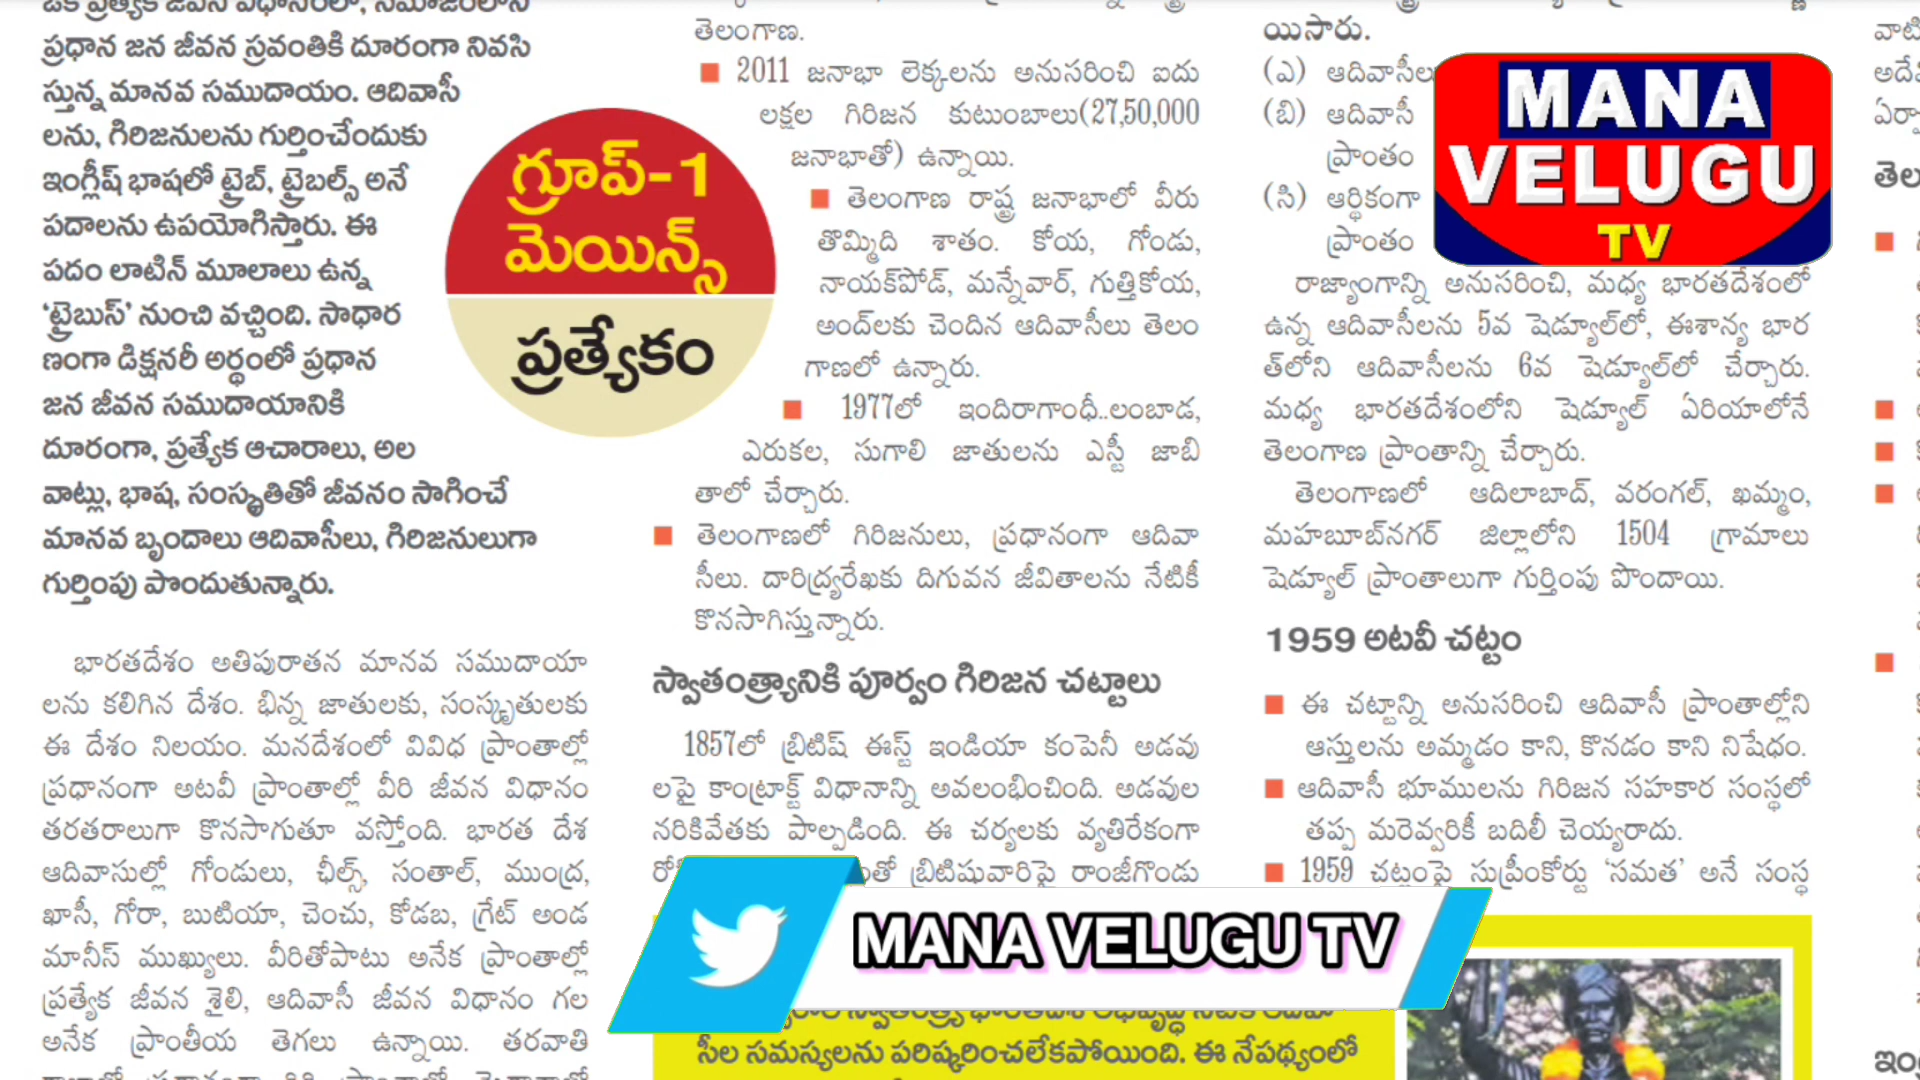 ప్రధాన జన జీవన స్రవంతికి దూరంగా నివసి
స్తున్న మానవ సముదాయం. ఆదివాసీ
లను, గిరిజనులను గుర్తించేందుకు
ఇంగ్లీష్ భాషలో ట్రైబ్, ట్రైబల్స్ అనే
పదాలను ఉపయోగిస్తారు. ఈ
పదం లాటిన్ మూలాలు ఉన్న
‘ట్రైబుస్’ నుంచి వచ్చింది. సాధార
ణంగా డిక్షనరీ అర్థంలో ప్రధాన
జన జీవన సముదాయానికి
దూరంగా, ప్రత్యేక ఆచారాలు, అల
వాట్లు, భాష, సంస్కృతితో జీవనం సాగించే
మానవ బృందాలు ఆదివాసీలు, గిరిజనులుగా
గుర్తింపు పొందుతున్నారు.
భారతదేశం అతిపురాతన మానవ సముదాయా
లను కలిగిన దేశం. భిన్న జాతులకు, సంస్కృతులకు
ఈ దేశం నిలయం. మనదేశంలో వివిధ ప్రాంతాల్లో
ప్రధానంగా అటవీ ప్రాంతాల్లో వీరి జీవన విధానం
తరతరాలుగా కొనసాగుతూ వస్తోంది. భారత దేశ
ఆదివాసుల్లో గోండులు, భీల్స్, సంతాల్, ముంద్ర,
ఖాసీ, గోరా, బుటియా, చెంచు, కోడబ, గ్రేట్ అండ
మానీస్ ముఖ్యులు. వీరితోపాటు అనేక ప్రాంతాల్లో
ప్రత్యేక జీవన శైలి, ఆదివాసీ జీవన విధానం గల
అనేక ప్రాంతీయ తెగలు ఉన్నాయి. తరవాతి
గ్రూప్-1
మెయిన్స్
ప్రత్యేకం
తెలంగాణ.
■ 2011 జనాభా లెక్కలను అనుసరించి ఐదు
లక్షల గిరిజన కుటుంబాలు(27,50,000
జనాభాతో) ఉన్నాయి.
■ తెలంగాణ రాష్ట్ర జనాభాలో వీరు
తొమ్మిది శాతం. కోయ, గోండు,
నాయక్‌పోడ్, మన్నేవార్, గుత్తికోయ,
అంద్‌లకు చెందిన ఆదివాసీలు తెలం
గాణలో ఉన్నారు.
■ 1977లో ఇందిరాగాంధీ..లంబాడ,
ఎరుకల, సుగాలి జాతులను ఎస్టీ జాబి
తాలో చేర్చారు.
■ తెలంగాణలో గిరిజనులు, ప్రధానంగా ఆదివా
సీలు. దారిద్ర్యరేఖకు దిగువన జీవితాలను నేటికీ
కొనసాగిస్తున్నారు.
స్వాతంత్ర్యానికి పూర్వం గిరిజన చట్టాలు
1857లో బ్రిటిష్ ఈస్ట్ ఇండియా కంపెనీ అడవు
లపై కాంట్రాక్ట్ విధానాన్ని అవలంభించింది. అడవుల
నరికివేతకు పాల్పడింది. ఈ చర్యలకు వ్యతిరేకంగా
బ్రిటిషువారిపై రాంజీగొండు
సీల సమస్యలను పరిష్కరించలేకపోయింది. ఈ నేపథ్యంలో
యిసారు.
(ఎ) ఆదివాసీలు
(బి) ఆదివాసీ
ప్రాంతం
(సి) ఆర్థికంగా
ప్రాంతం
రాజ్యాంగాన్ని అనుసరించి, మధ్య భారతదేశంలో
ఉన్న ఆదివాసీలను 5వ షెడ్యూల్‌లో, ఈశాన్య భార
త్‌లోని ఆదివాసీలను 6వ షెడ్యూల్‌లో చేర్చారు.
మధ్య భారతదేశంలోని షెడ్యూల్ ఏరియాలోనే
తెలంగాణ ప్రాంతాన్ని చేర్చారు.
తెలంగాణలో ఆదిలాబాద్, వరంగల్, ఖమ్మం,
మహబూబ్‌నగర్ జిల్లాలోని 1504 గ్రామాలు
షెడ్యూల్ ప్రాంతాలుగా గుర్తింపు పొందాయి.
1959 అటవీ చట్టం
■ ఈ చట్టాన్ని అనుసరించి ఆదివాసీ ప్రాంతాల్లోని
ఆస్తులను అమ్మడం కాని, కొనడం కాని నిషేధం.
■ ఆదివాసీ భూములను గిరిజన సహకార సంస్థలో
తప్ప మరెవ్వరికీ బదిలీ చెయ్యరాదు.
■ 1959 చట్టంపై సుప్రీంకోర్టు ‘సమత’ అనే సంస్థ
MANA
VELUGU
TV
MANA VELUGU TV